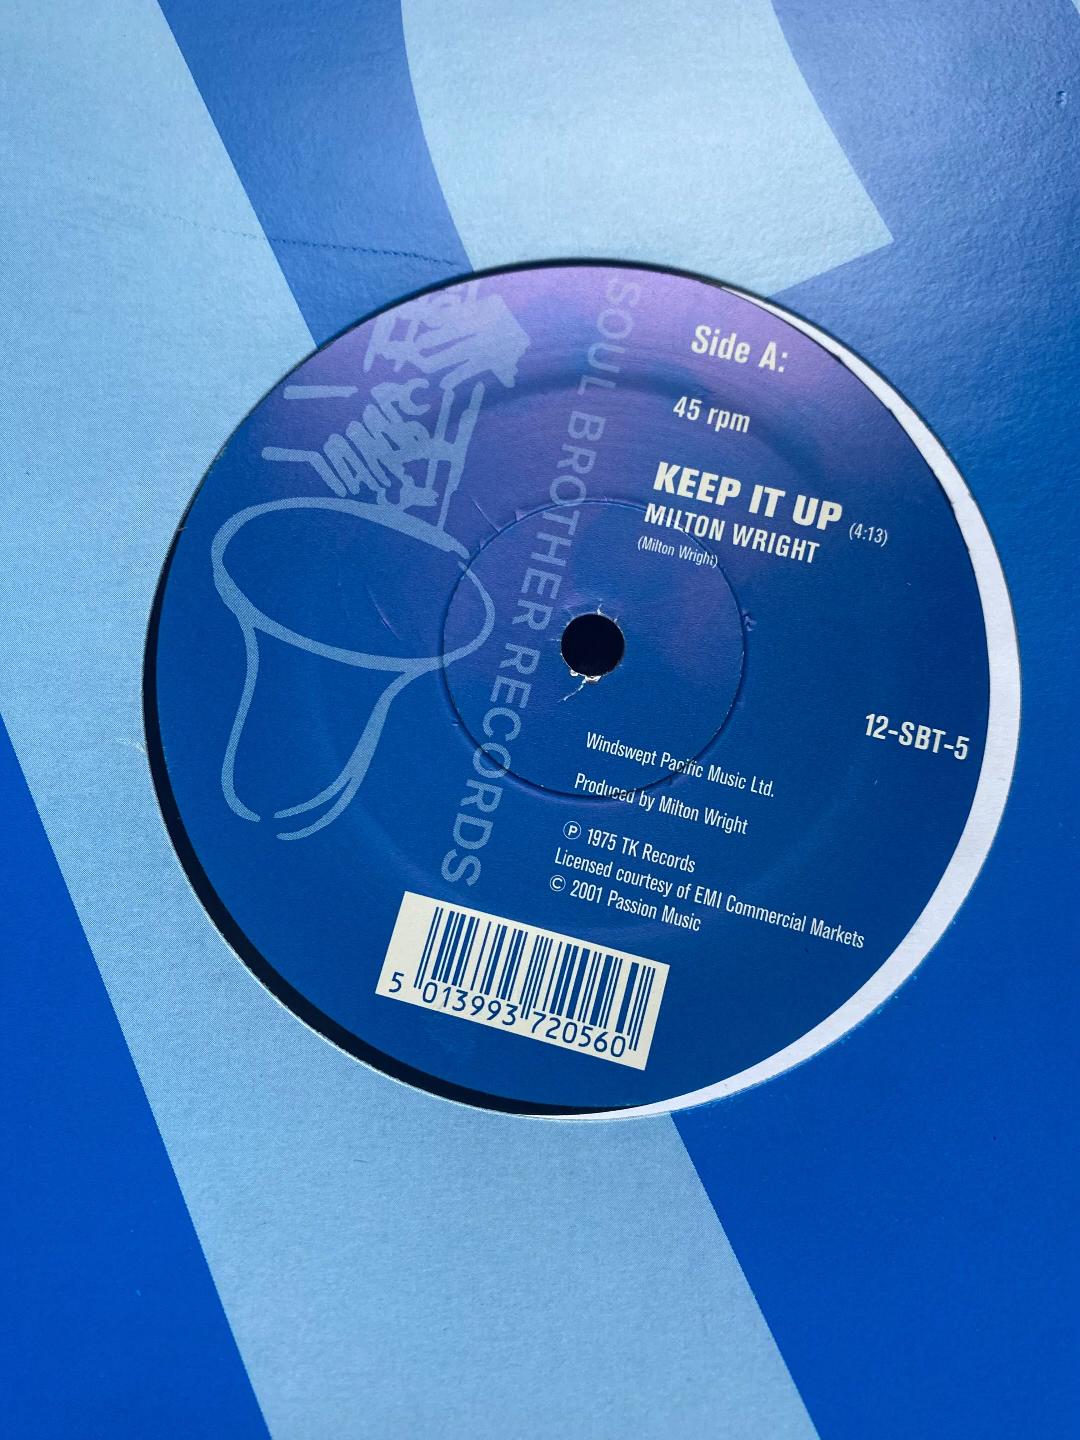 SOUL BROTHER RECORDS
Side A:
45 rpm
KEEP IT UP (4:13)
MILTON WRIGHT
(Milton Wright)
12-SBT-5
Windswept Pacific Music Ltd.
Produced by Milton Wright
℗ 1975 TK Records
Licensed courtesy of EMI Commercial Markets
© 2001 Passion Music
5 013993 720560